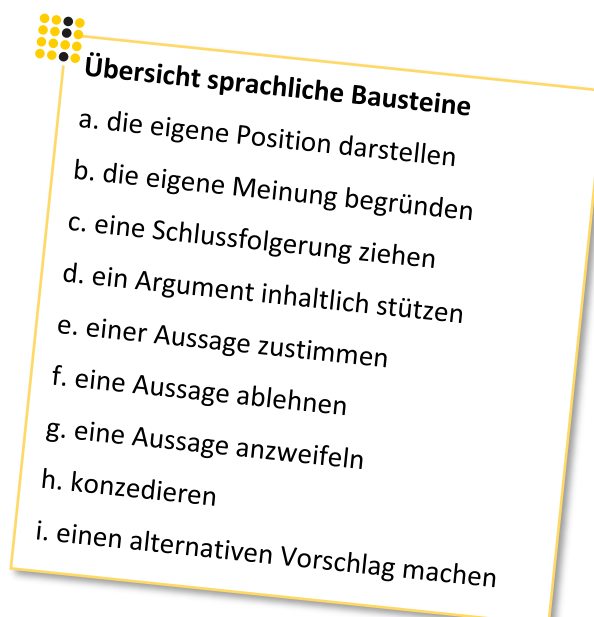 Übersicht sprachliche Bausteine
a. die eigene Position darstellen
b. die eigene Meinung begründen
c. eine Schlussfolgerung ziehen
d. ein Argument inhaltlich stützen
e. einer Aussage zustimmen
f. eine Aussage ablehnen
g. eine Aussage anzweifeln
h. konzedieren
i. einen alternativen Vorschlag machen